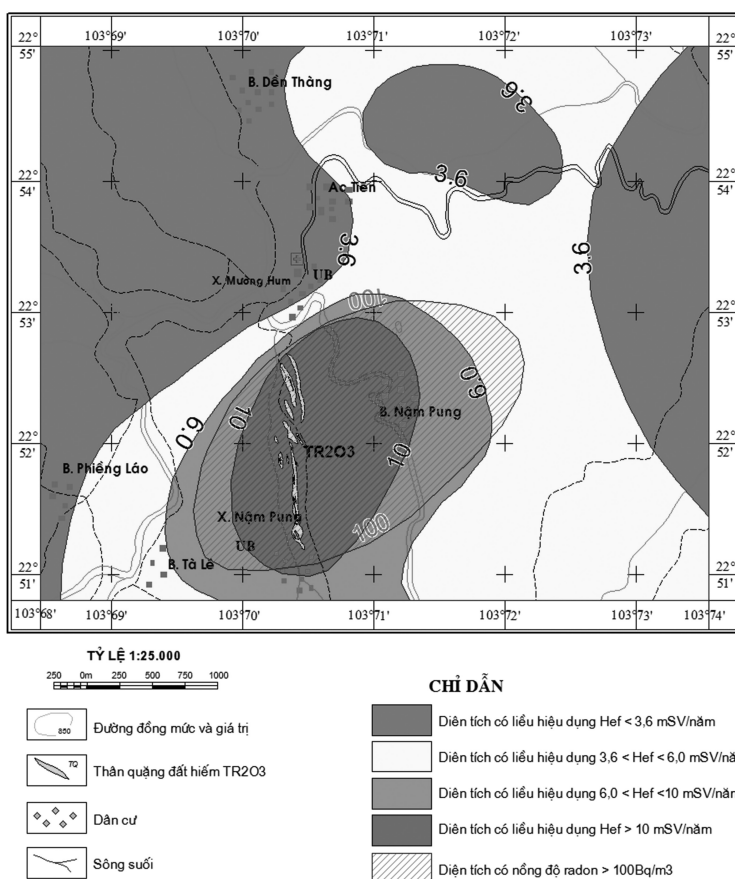 103°69' 103°70' 103°71' 103°72' 103°73'
22° 55' 22° 55'
B. Dền Thàng
3.6
22° 54' 22° 54'
3.6
Ac Tiên
3.6
3.6
UB
X. Mường Hum
22° 53' 22° 53'
100
6.0
6.0
10
B. Nậm Pung
22° 52' 22° 52'
TR2O3
10
B. Phiêng Láo
X. Nậm Pung
100
UB
B. Tà Lè
22° 51' 22° 51'
103°68' 103°69' 103°70' 103°71' 103°72' 103°73' 103°74'
TỶ LỆ 1:25.000
250 0m 250 500 750 1000
850
Đường đồng mức và giá trị
TQ
Thân quặng đất hiếm TR2O3
Dân cư
Sông suối
CHỈ DẪN
Diên tích có liều hiệu dụng Hef < 3,6 mSV/năm
Diên tích có liều hiệu dụng 3,6 < Hef < 6,0 mSV/nă
Diên tích có liều hiệu dụng 6,0 < Hef <10 mSV/năm
Diên tích có liều hiệu dụng Hef > 10 mSV/năm
Diện tích có nồng độ radon > 100Bq/m3